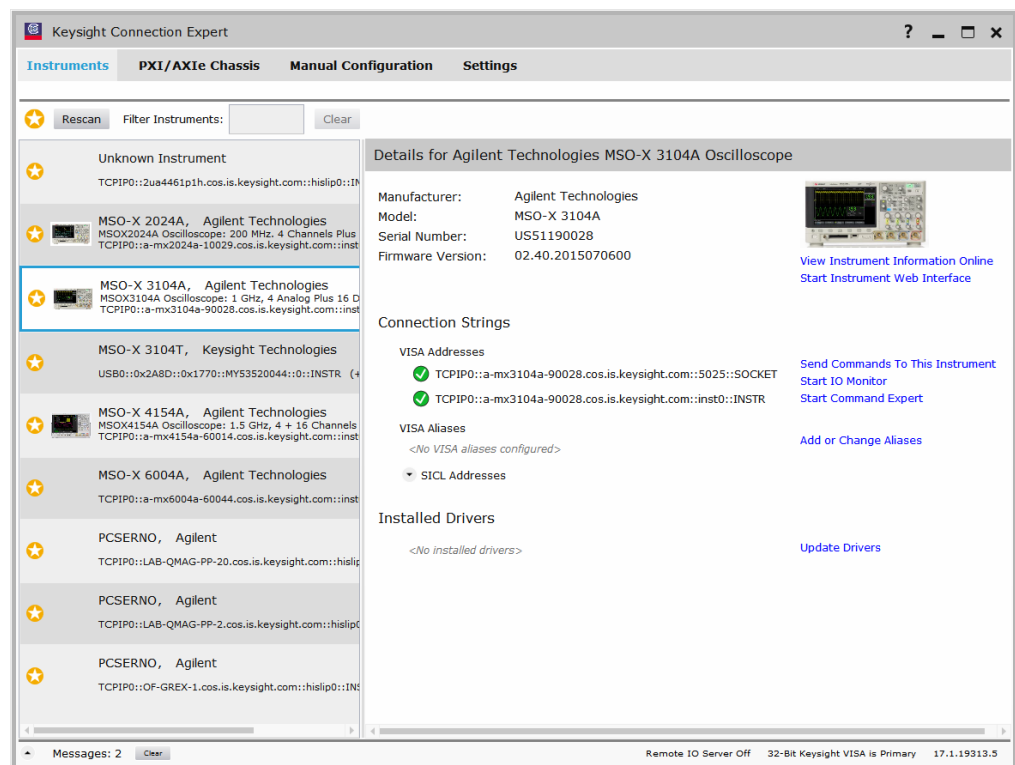 Keysight Connection Expert
?
Instruments PXI/AXIe Chassis Manual Configuration Settings
Rescan Filter Instruments: Clear
Unknown Instrument
TCPIP0::2ua4461p1h.cos.is.keysight.com::hislip0::IN
MSO-X 2024A, Agilent Technologies
MSOX2024A Oscilloscope: 200 MHz. 4 Channels Plus
TCPIP0::a-mx2024a-10029.cos.is.keysight.com::inst
MSO-X 3104A, Agilent Technologies
MSOX3104A Oscilloscope: 1 GHz, 4 Analog Plus 16 D
TCPIP0::a-mx3104a-90028.cos.is.keysight.com::inst
MSO-X 3104T, Keysight Technologies
USB0::0x2A8D::0x1770::MY53520044::0::INSTR (+
MSO-X 4154A, Agilent Technologies
MSOX4154A Oscilloscope: 1.5 GHz, 4 + 16 Channels
TCPIP0::a-mx4154a-60014.cos.is.keysight.com::inst
MSO-X 6004A, Agilent Technologies
TCPIP0::a-mx6004a-60044.cos.is.keysight.com::inst
PCSERNO, Agilent
TCPIP0::LAB-QMAG-PP-20.cos.is.keysight.com::hislip
PCSERNO, Agilent
TCPIP0::LAB-QMAG-PP-2.cos.is.keysight.com::hislip0
PCSERNO, Agilent
TCPIP0::OF-GREX-1.cos.is.keysight.com::hislip0::INS
Details for Agilent Technologies MSO-X 3104A Oscilloscope
Manufacturer: Agilent Technologies
Model: MSO-X 3104A
Serial Number: US51190028
Firmware Version: 02.40.2015070600
View Instrument Information Online
Start Instrument Web Interface
Connection Strings
VISA Addresses
TCPIP0::a-mx3104a-90028.cos.is.keysight.com::5025::SOCKET
TCPIP0::a-mx3104a-90028.cos.is.keysight.com::inst0::INSTR
Send Commands To This Instrument
Start IO Monitor
Start Command Expert
VISA Aliases
<No VISA aliases configured>
Add or Change Aliases
SICL Addresses
Installed Drivers
<No installed drivers>
Update Drivers
Messages: 2 Clear
Remote IO Server Off 32-Bit Keysight VISA is Primary 17.1.19313.5